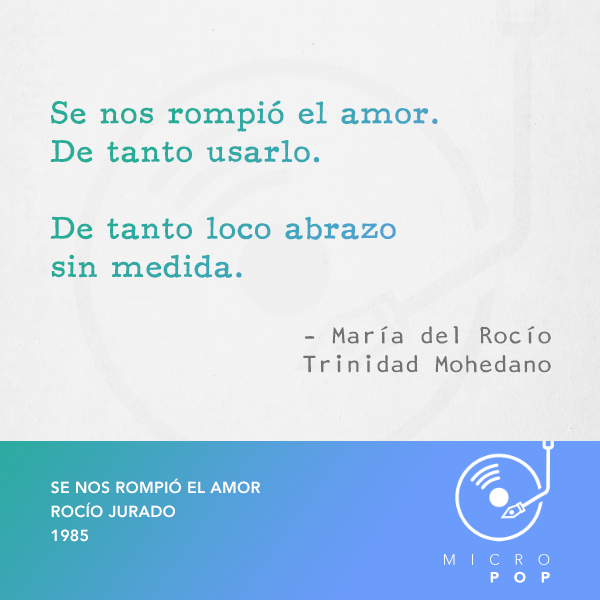 Se nos rompió el amor.
De tanto usarlo.
De tanto loco abrazo
sin medida.
- María del Rocío
Trinidad Mohedano
SE NOS ROMPIÓ EL AMOR
ROCÍO JURADO
1985
MICRO
POP